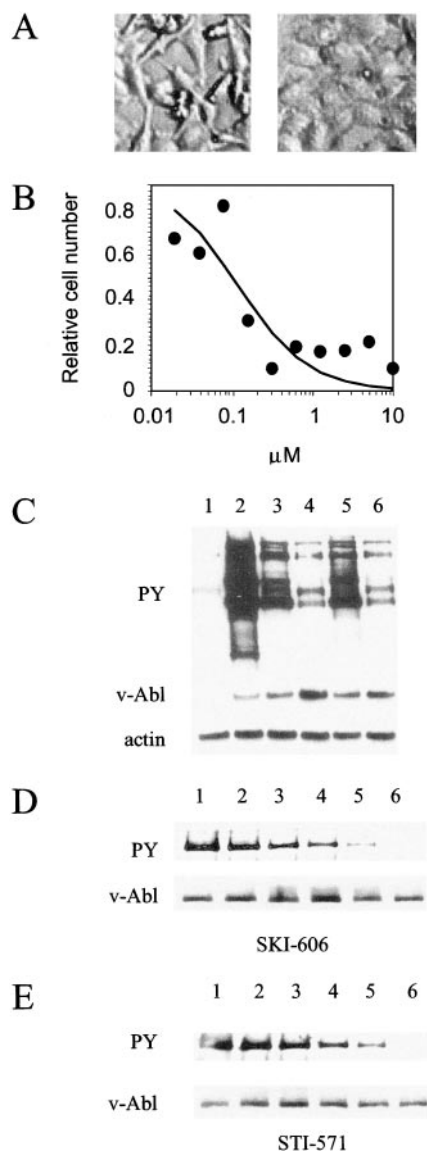 A
B
Relative cell number
0.8
0.6
0.4
0.2
0
0.01
0.1
1
10
μM
C
1 2 3 4 5 6
PY
v-Abl
actin
D
1 2 3 4 5 6
PY
v-Abl
SKI-606
E
1 2 3 4 5 6
PY
v-Abl
STI-571